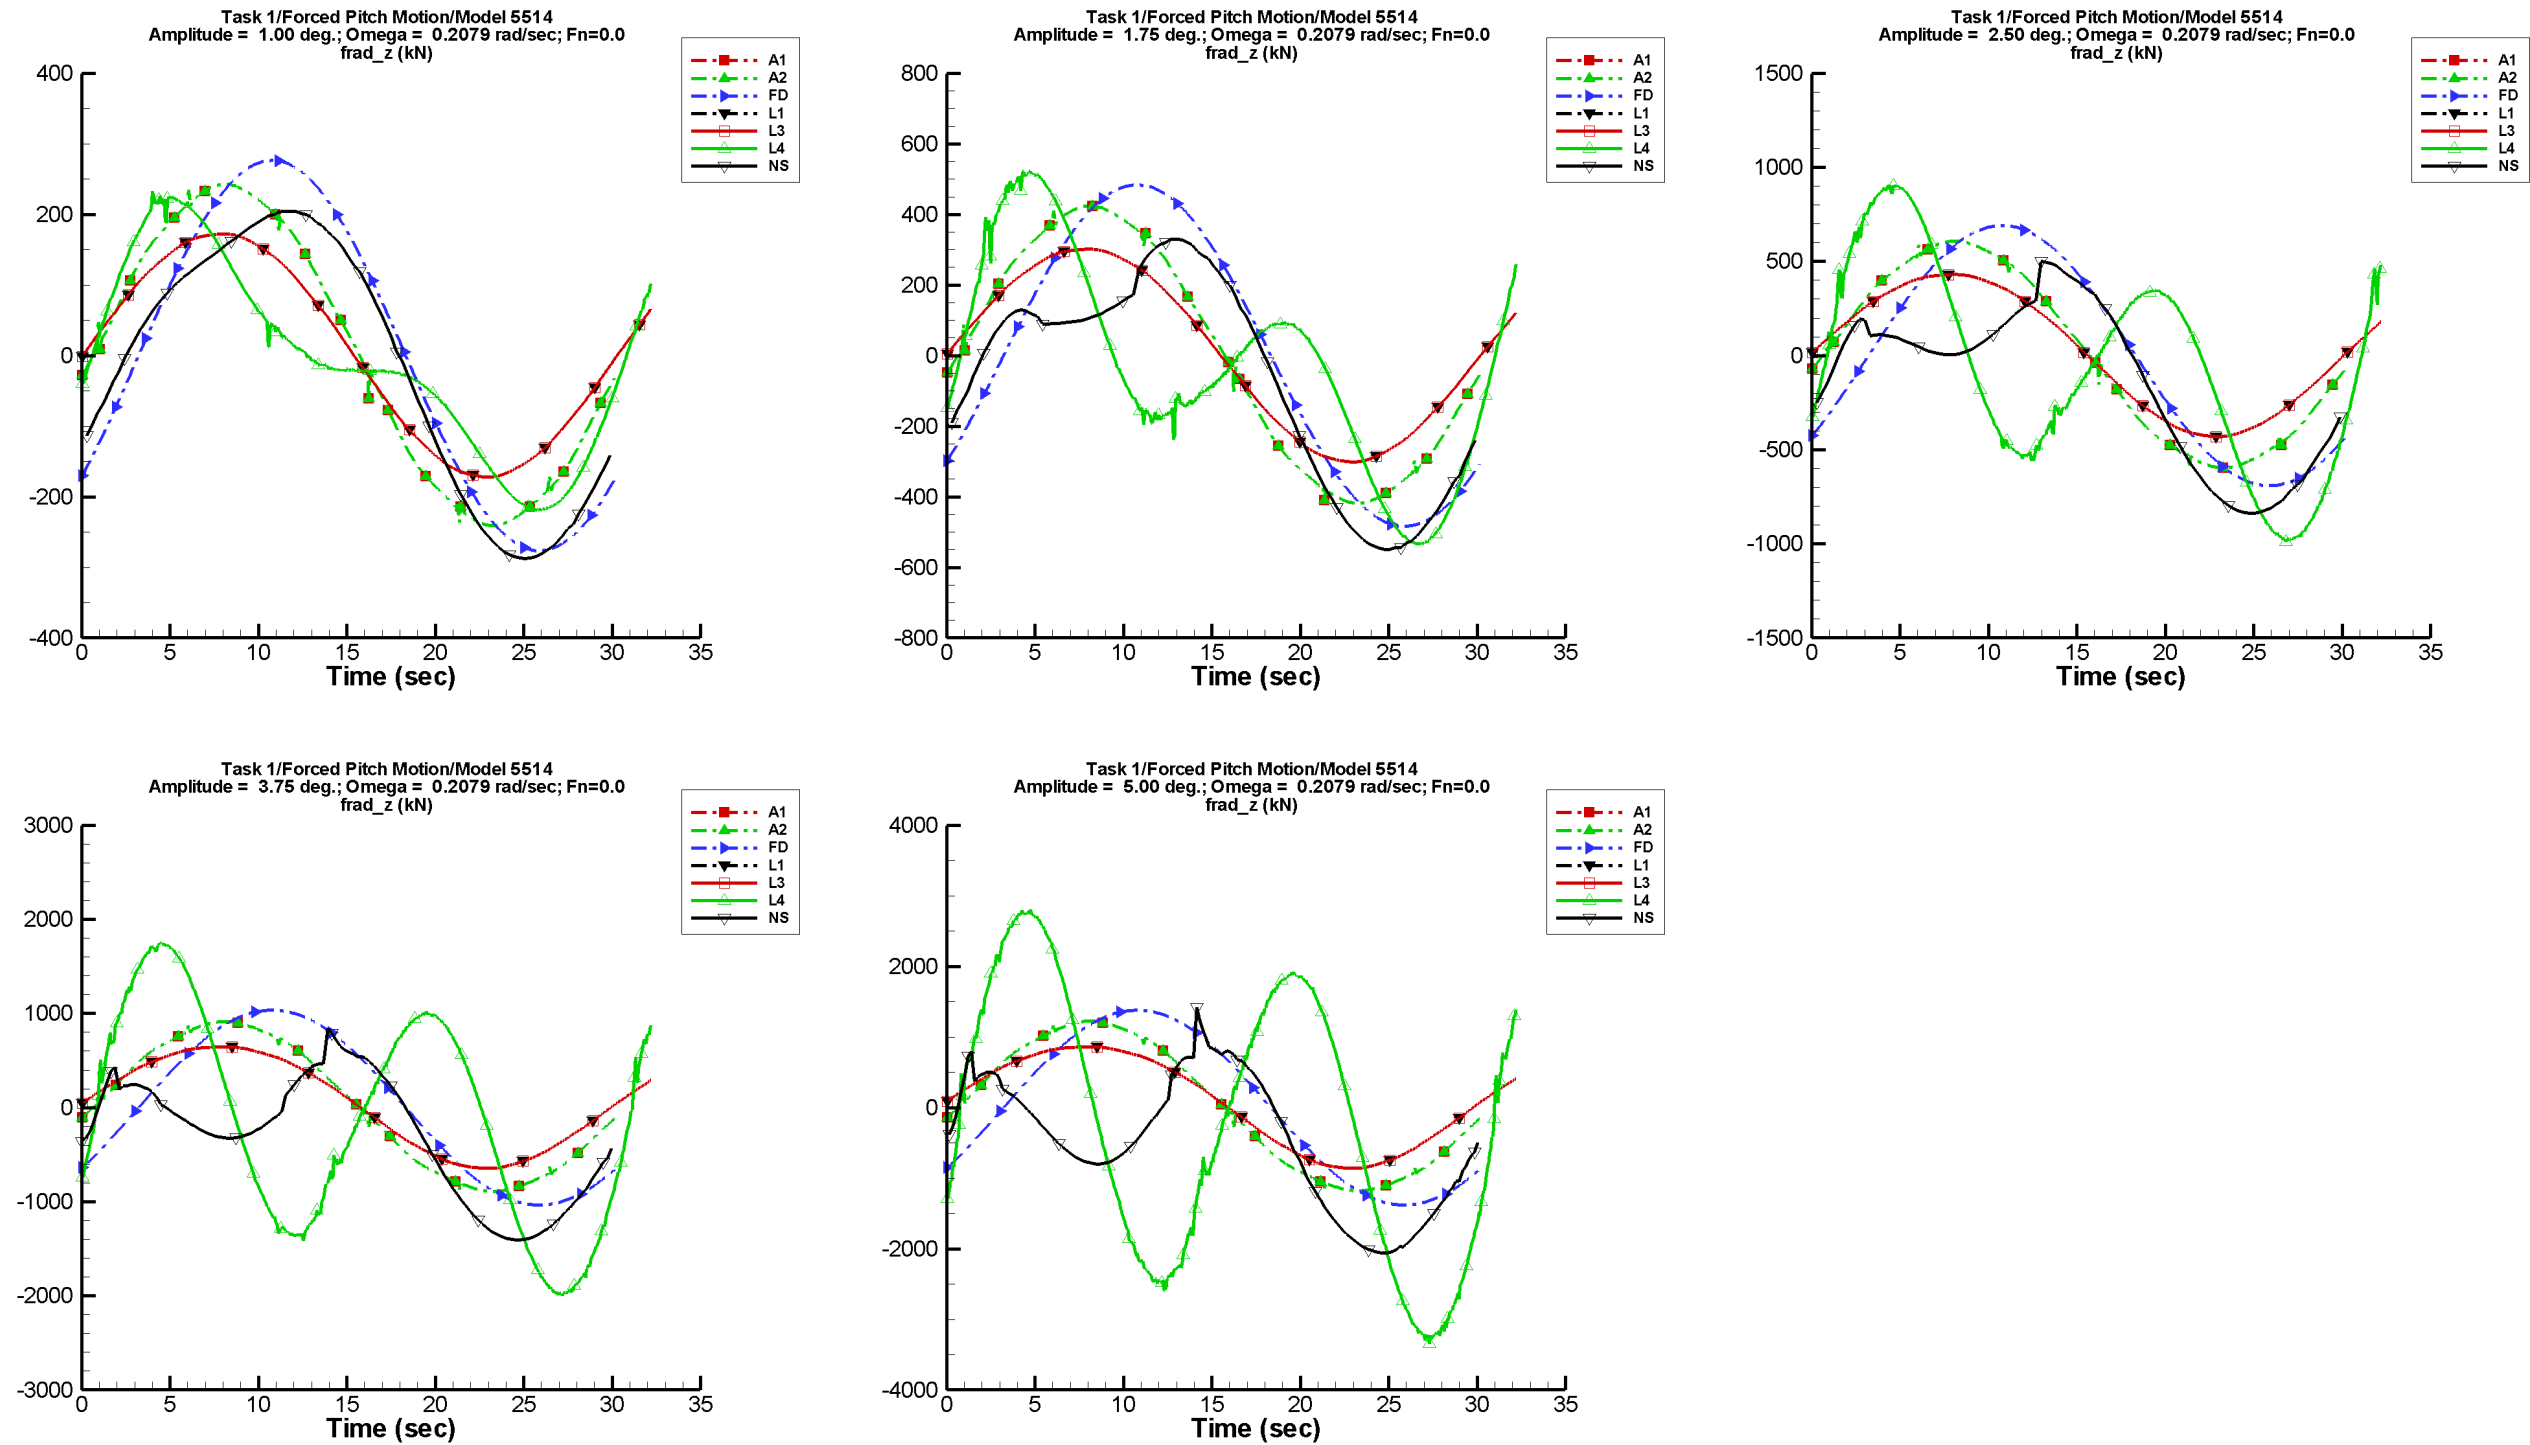 Task 1/Forced Pitch Motion/Model 5514
Amplitude = 1.00 deg.; Omega = 0.2079 rad/sec; Fn=0.0
frad_z (kN)
A1
A2
FD
L1
L3
L4
NS
400
200
0
-200
-400
0 5 10 15 20 25 30 35
Time (sec)
Task 1/Forced Pitch Motion/Model 5514
Amplitude = 1.75 deg.; Omega = 0.2079 rad/sec; Fn=0.0
frad_z (kN)
A1
A2
FD
L1
L3
L4
NS
800
600
400
200
0
-200
-400
-600
-800
0 5 10 15 20 25 30 35
Time (sec)
Task 1/Forced Pitch Motion/Model 5514
Amplitude = 2.50 deg.; Omega = 0.2079 rad/sec; Fn=0.0
frad_z (kN)
A1
A2
FD
L1
L3
L4
NS
1500
1000
500
0
-500
-1000
-1500
0 5 10 15 20 25 30 35
Time (sec)
Task 1/Forced Pitch Motion/Model 5514
Amplitude = 3.75 deg.; Omega = 0.2079 rad/sec; Fn=0.0
frad_z (kN)
A1
A2
FD
L1
L3
L4
NS
3000
2000
1000
0
-1000
-2000
-3000
0 5 10 15 20 25 30 35
Time (sec)
Task 1/Forced Pitch Motion/Model 5514
Amplitude = 5.00 deg.; Omega = 0.2079 rad/sec; Fn=0.0
frad_z (kN)
A1
A2
FD
L1
L3
L4
NS
4000
2000
0
-2000
-4000
0 5 10 15 20 25 30 35
Time (sec)